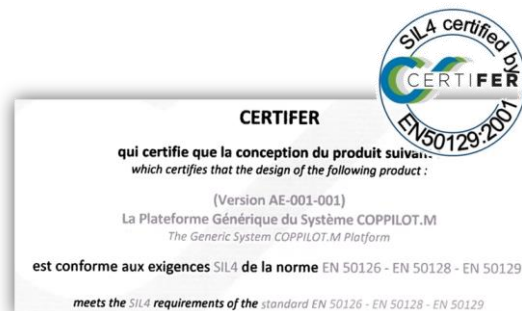 SIL4 certified by
CERTIFER
EN50129:2001
CERTIFER
qui certifie que la conception du produit suivant
which certifies that the design of the following product :
(Version AE-001-001)
La Plateforme Générique du Système COPPILOT.M
The Generic System COPPILOT.M Platform
est conforme aux exigences SIL4 de la norme EN 50126 - EN 50128 - EN 50129
meets the SIL4 requirements of the standard EN 50126 - EN 50128 - EN 50129